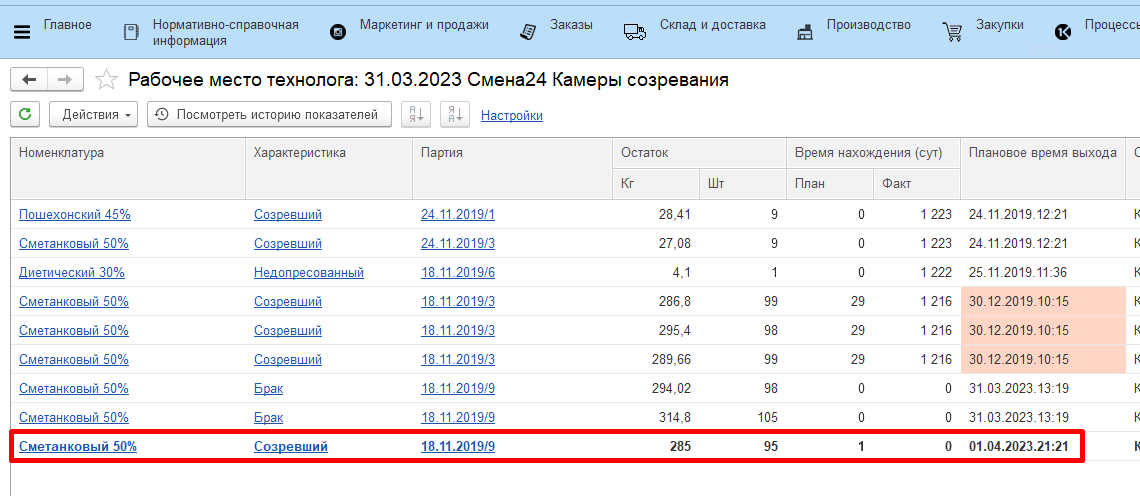 Главное
Нормативно-справочная
информация
Маркетинг и продажи
Заказы
Склад и доставка
Производство
Закупки
Процессы
Рабочее место технолога: 31.03.2023 Смена24 Камеры созревания
Действия
Посмотреть историю показателей
Настройки
Номенклатура Характеристика Партия Остаток Время нахождения (сут) Плановое время выхода
Кг Шт План Факт
Пошехонский 45% Созревший 24.11.2019/1 28,41 9 0 1 223 24.11.2019.12:21
Сметанковый 50% Созревший 24.11.2019/3 27,08 9 0 1 223 24.11.2019.12:21
Диетический 30% Недопресованный 18.11.2019/6 4,1 1 0 1 222 25.11.2019.11:36
Сметанковый 50% Созревший 18.11.2019/3 286,8 99 29 1 216 30.12.2019.10:15
Сметанковый 50% Созревший 18.11.2019/3 295,4 98 29 1 216 30.12.2019.10:15
Сметанковый 50% Созревший 18.11.2019/3 289,66 99 29 1 216 30.12.2019.10:15
Сметанковый 50% Брак 18.11.2019/9 294,02 98 0 0 31.03.2023.13:19
Сметанковый 50% Брак 18.11.2019/9 314,8 105 0 0 31.03.2023.13:19
Сметанковый 50% Созревший 18.11.2019/9 285 95 1 0 01.04.2023.21:21